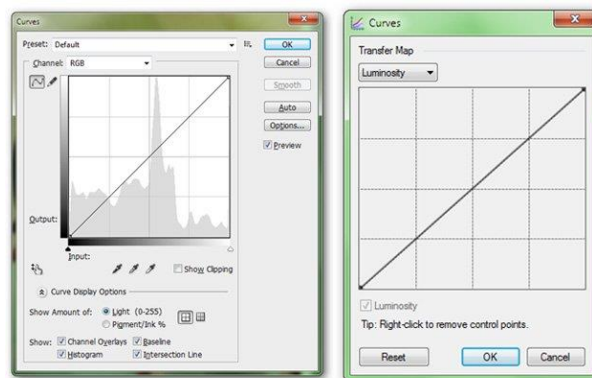 Curves
Preset: Default
OK
Channel: RGB
Cancel
Smooth
Auto
Options...
Preview
Output:
Input:
Show Clipping
Curve Display Options
Show Amount of: Light (0-255)
Pigment/Ink %
Show: Channel Overlays Baseline
Histogram Intersection Line
Curves
Transfer Map
Luminosity
Luminosity
Tip: Right-click to remove control points.
Reset OK Cancel